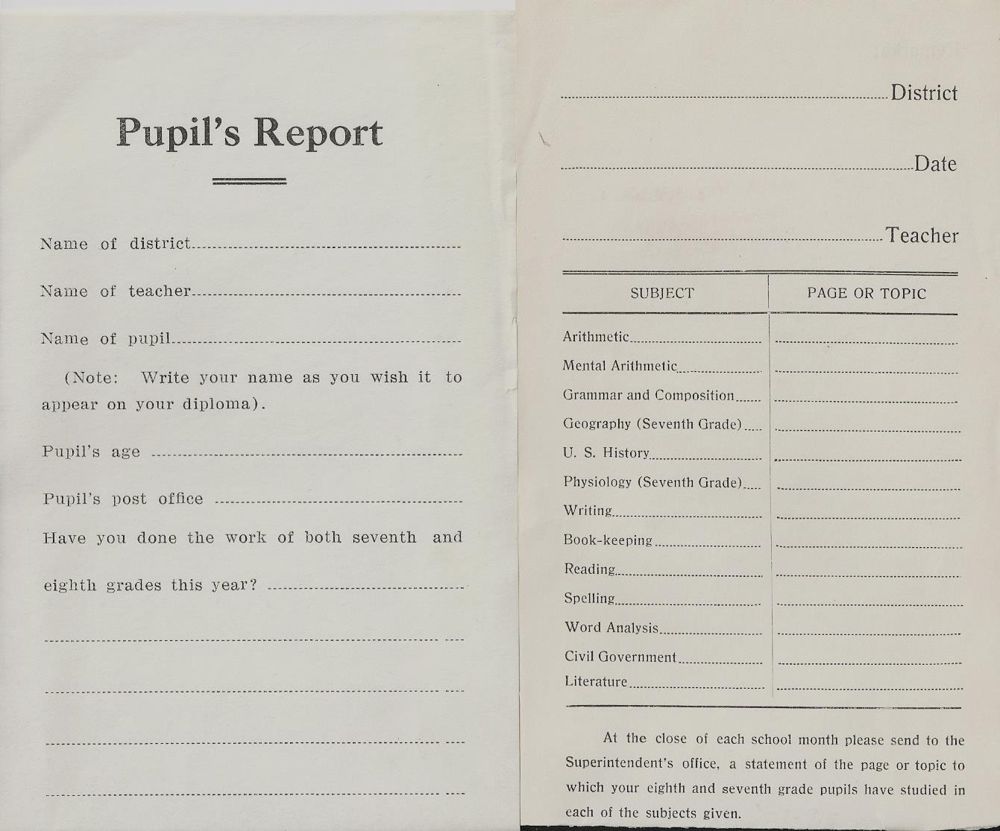 Pupil's Report
Name of district
Name of teacher
Name of pupil
(Note: Write your name as you wish it to
appear on your diploma).
Pupil's age
Pupil's post office
Have you done the work of both seventh and
eighth grades this year?
District
Date
Teacher
SUBJECT PAGE OR TOPIC
Arithmetic
Mental Arithmetic
Grammar and Composition
Geography (Seventh Grade)
U. S. History
Physiology (Seventh Grade)
Writing
Book-keeping
Reading
Spelling
Word Analysis
Civil Government
Literature
At the close of each school month please send to the
Superintendent's office, a statement of the page or topic to
which your eighth and seventh grade pupils have studied in
each of the subjects given.